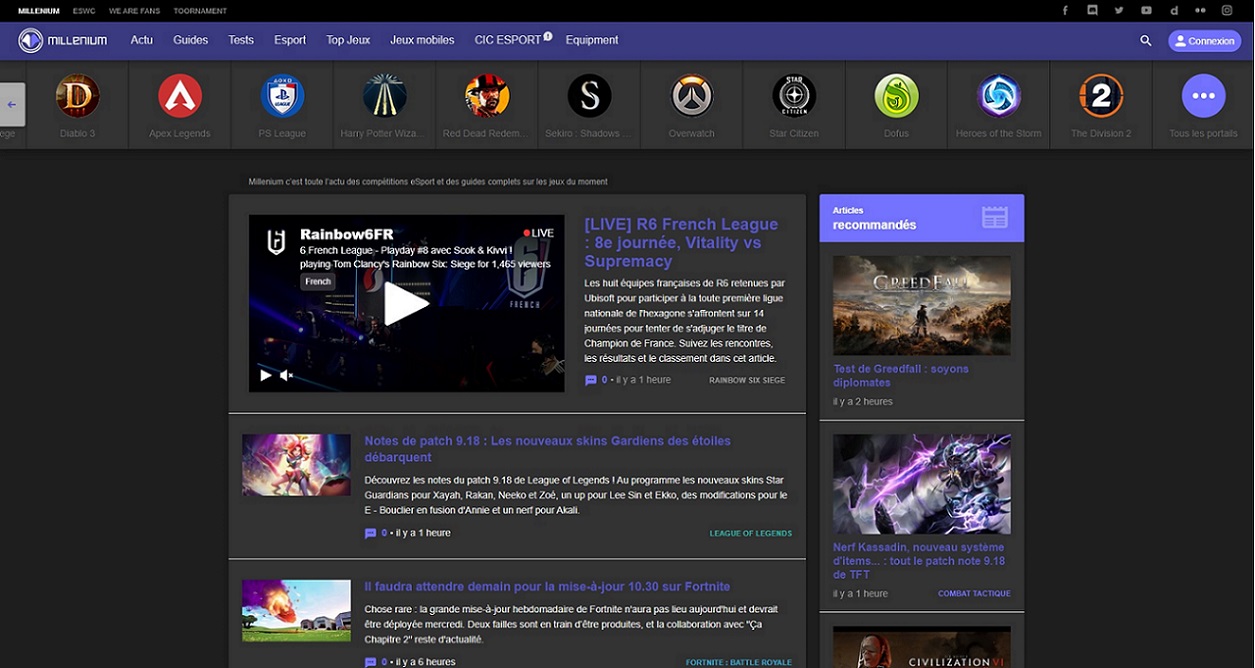 MILLENIUM ESWC WE ARE FANS TOORNAMENT
MILLENIUM Actu Guides Tests Esport Top Jeux Jeux mobiles CIC ESPORT Equipment Connexion
ege Diablo 3 Apex Legends PS League Harry Potter Wiza... Red Dead Redem... Sekiro : Shadows ... Overwatch Star Citizen Dofus Heroes of the Storm The Division 2 Tous les portails
Millenium c'est toute l'actu des compétitions eSport et des guides complets sur les jeux du moment
Rainbow6FR
LIVE
6 French League - Playday #8 avec Scok & Kivvi !
playing Tom Clancy's Rainbow Six: Siege for 1,465 viewers
French
6
FRENCH
[LIVE] R6 French League
: 8e journée, Vitality vs
Supremacy
Les huit équipes françaises de R6 retenues par
Ubisoft pour participer à la toute première ligue
nationale de l'hexagone s'affrontent sur 14
journées pour tenter de s'adjuger le titre de
Champion de France. Suivez les rencontres,
les résultats et le classement dans cet article.
0 • il y a 1 heure RAINBOW SIX SIEGE
Notes de patch 9.18 : Les nouveaux skins Gardiens des étoiles
débarquent
Découvrez les notes du patch 9.18 de League of Legends ! Au programme les nouveaux skins Star
Guardians pour Xayah, Rakan, Neeko et Zoé, un up pour Lee Sin et Ekko, des modifications pour le
E - Bouclier en fusion d'Annie et un nerf pour Akali.
0 • il y a 1 heure LEAGUE OF LEGENDS
Il faudra attendre demain pour la mise-à-jour 10.30 sur Fortnite
Chose rare : la grande mise-à-jour hebdomadaire de Fortnite n'aura pas lieu aujourd'hui et devrait
être déployée mercredi. Deux failles sont en train d'être produites, et la collaboration avec "Ça
Chapitre 2" reste d'actualité.
0 • il y a 6 heures FORTNITE : BATTLE ROYALE
Articles
recommandés
GREEDFALL
Test de Greedfall : soyons
diplomates
il y a 2 heures
Nerf Kassadin, nouveau système
d'items... : tout le patch note 9.18
de TFT
il y a 1 heure COMBAT TACTIQUE
CIVILIZATION VI